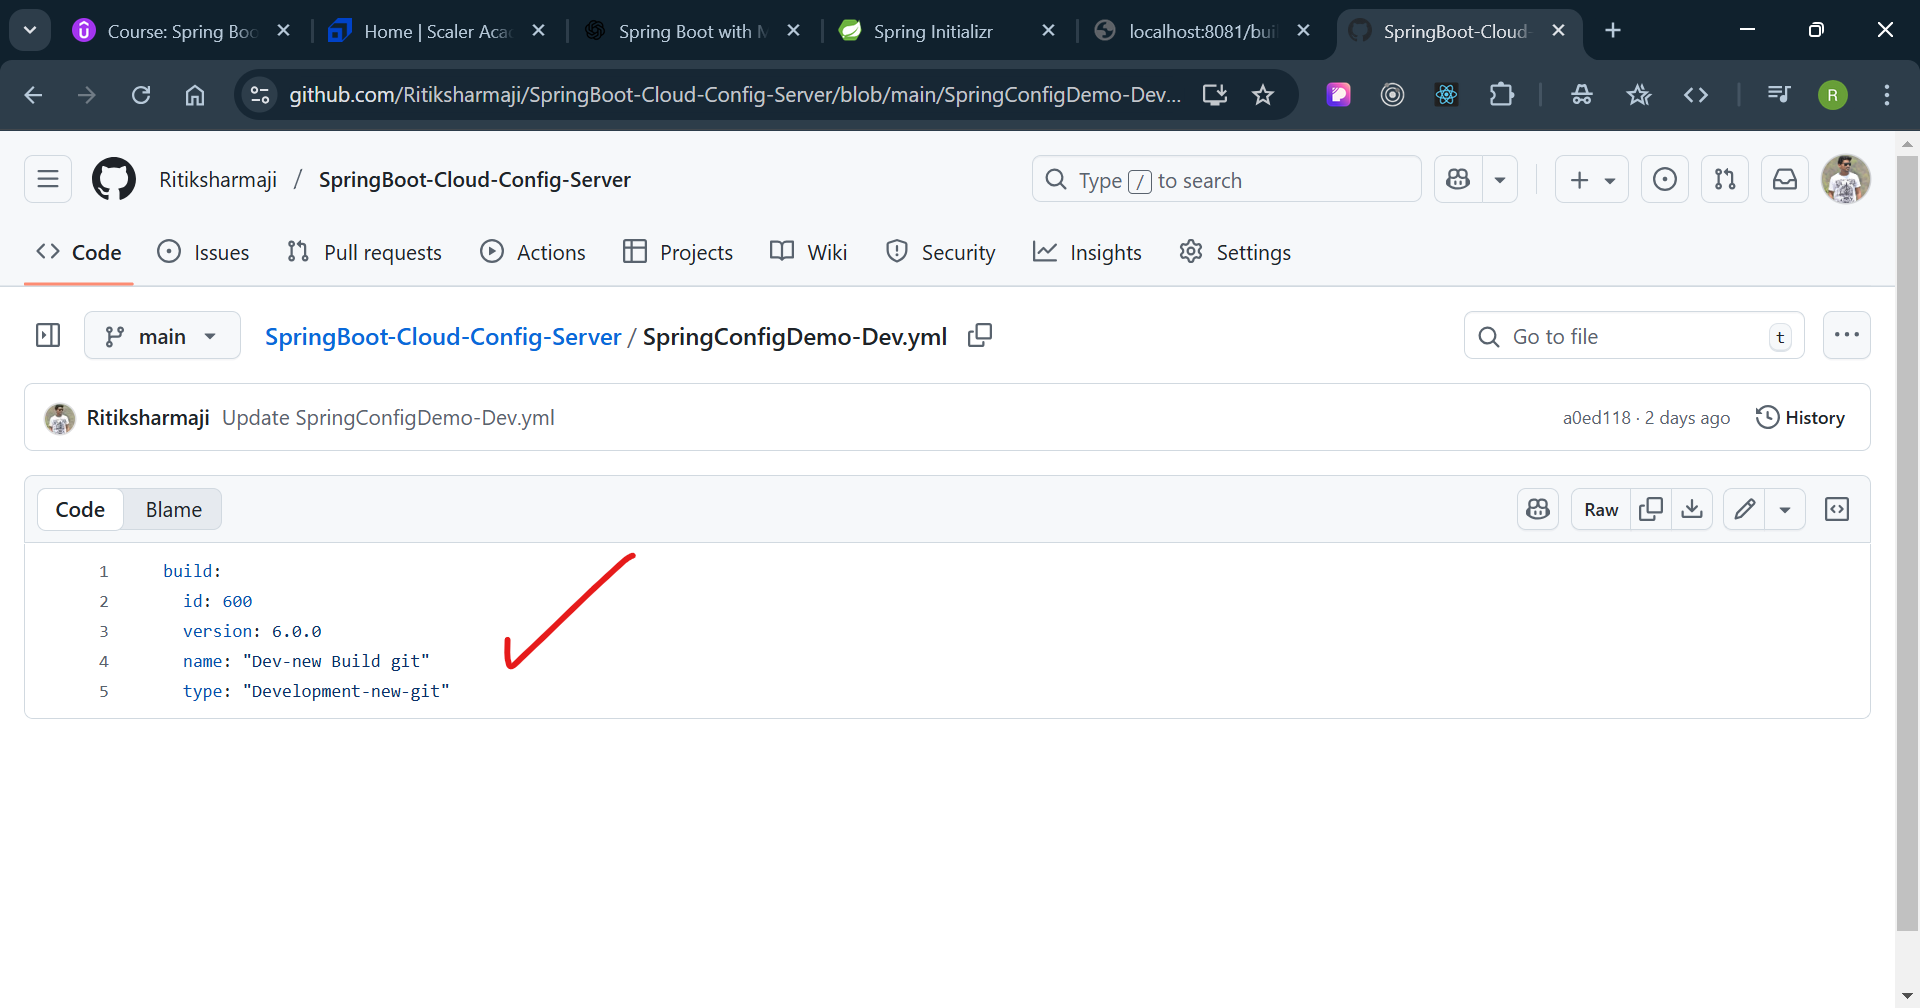 Course: Spring Boo
Home | Scaler Aca
Spring Boot with M
Spring Initializr
localhost:8081/bui
SpringBoot-Cloud-
github.com/Ritiksharmaji/SpringBoot-Cloud-Config-Server/blob/main/SpringConfigDemo-Dev...
R
Ritiksharmaji / SpringBoot-Cloud-Config-Server
Type / to search
Code
Issues
Pull requests
Actions
Projects
Wiki
Security
Insights
Settings
main
SpringBoot-Cloud-Config-Server / SpringConfigDemo-Dev.yml
Go to file
t
Ritiksharmaji Update SpringConfigDemo-Dev.yml
a0ed118 · 2 days ago
History
Code
Blame
Raw
1 build:
2 id: 600
3 version: 6.0.0
4 name: "Dev-new Build git"
5 type: "Development-new-git"